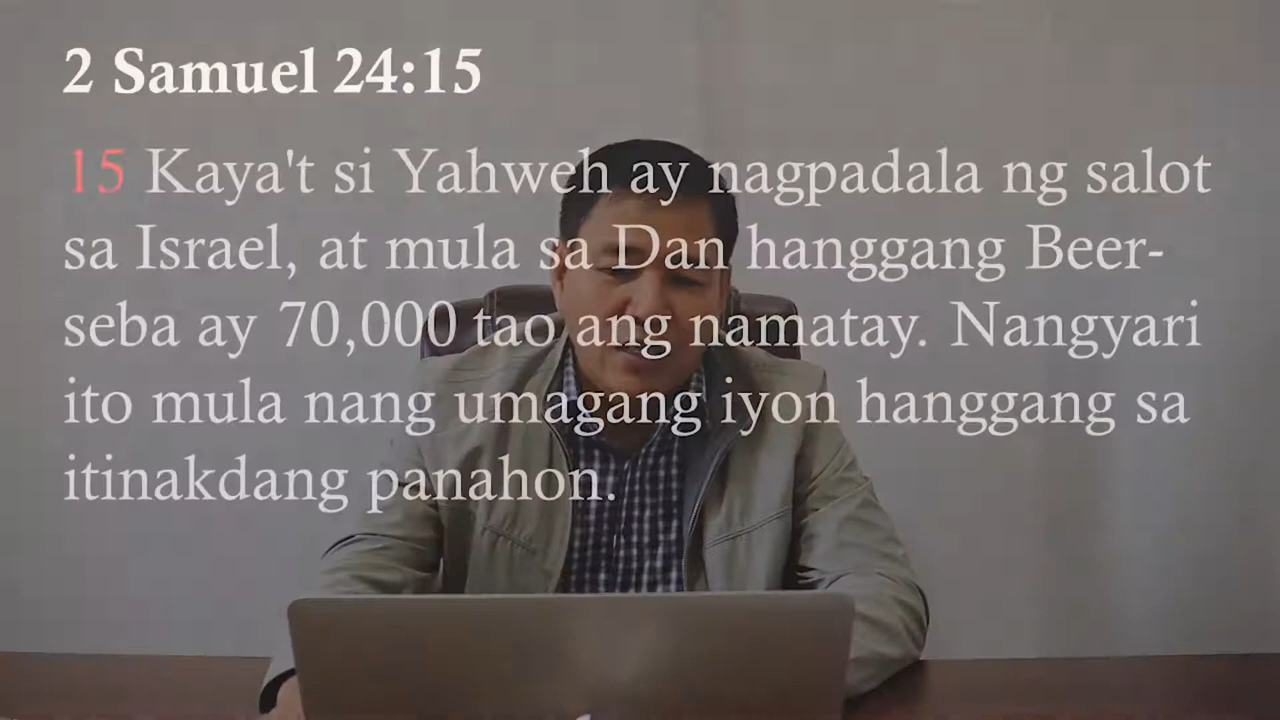 2 Samuel 24:15
15 Kaya't si Yahweh ay nagpadala ng salot
sa Israel, at mula sa Dan hanggang Beer-
seba ay 70,000 tao ang namatay. Nangyari
ito mula nang umagang iyon hanggang sa
itinakdang panahon.